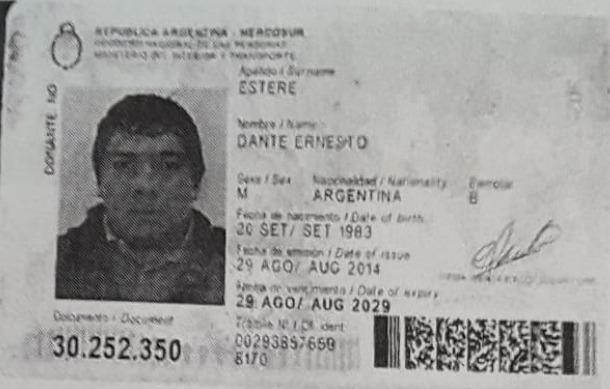 REPUBLICA ARGENTINA - MERCOSUR
REGISTRO NACIONAL DE LAS PERSONAS
MINISTERIO DEL INTERIOR Y TRANSPORTE
Apellido / Surname
ESTERE
DONANTE NO
Nombre / Name
DANTE ERNESTO
Sexo / Sex Nacionalidad / Nationality Ejemplar
M ARGENTINA B
Fecha de nacimiento / Date of birth
20 SET/ SET 1983
Fecha de emisión / Date of issue
29 AGO/ AUG 2014
Fecha de vencimiento / Date of expiry
29 AGO/ AUG 2029
Documento / Document
30.252.350
Trámite Nº / Of. ident
8170